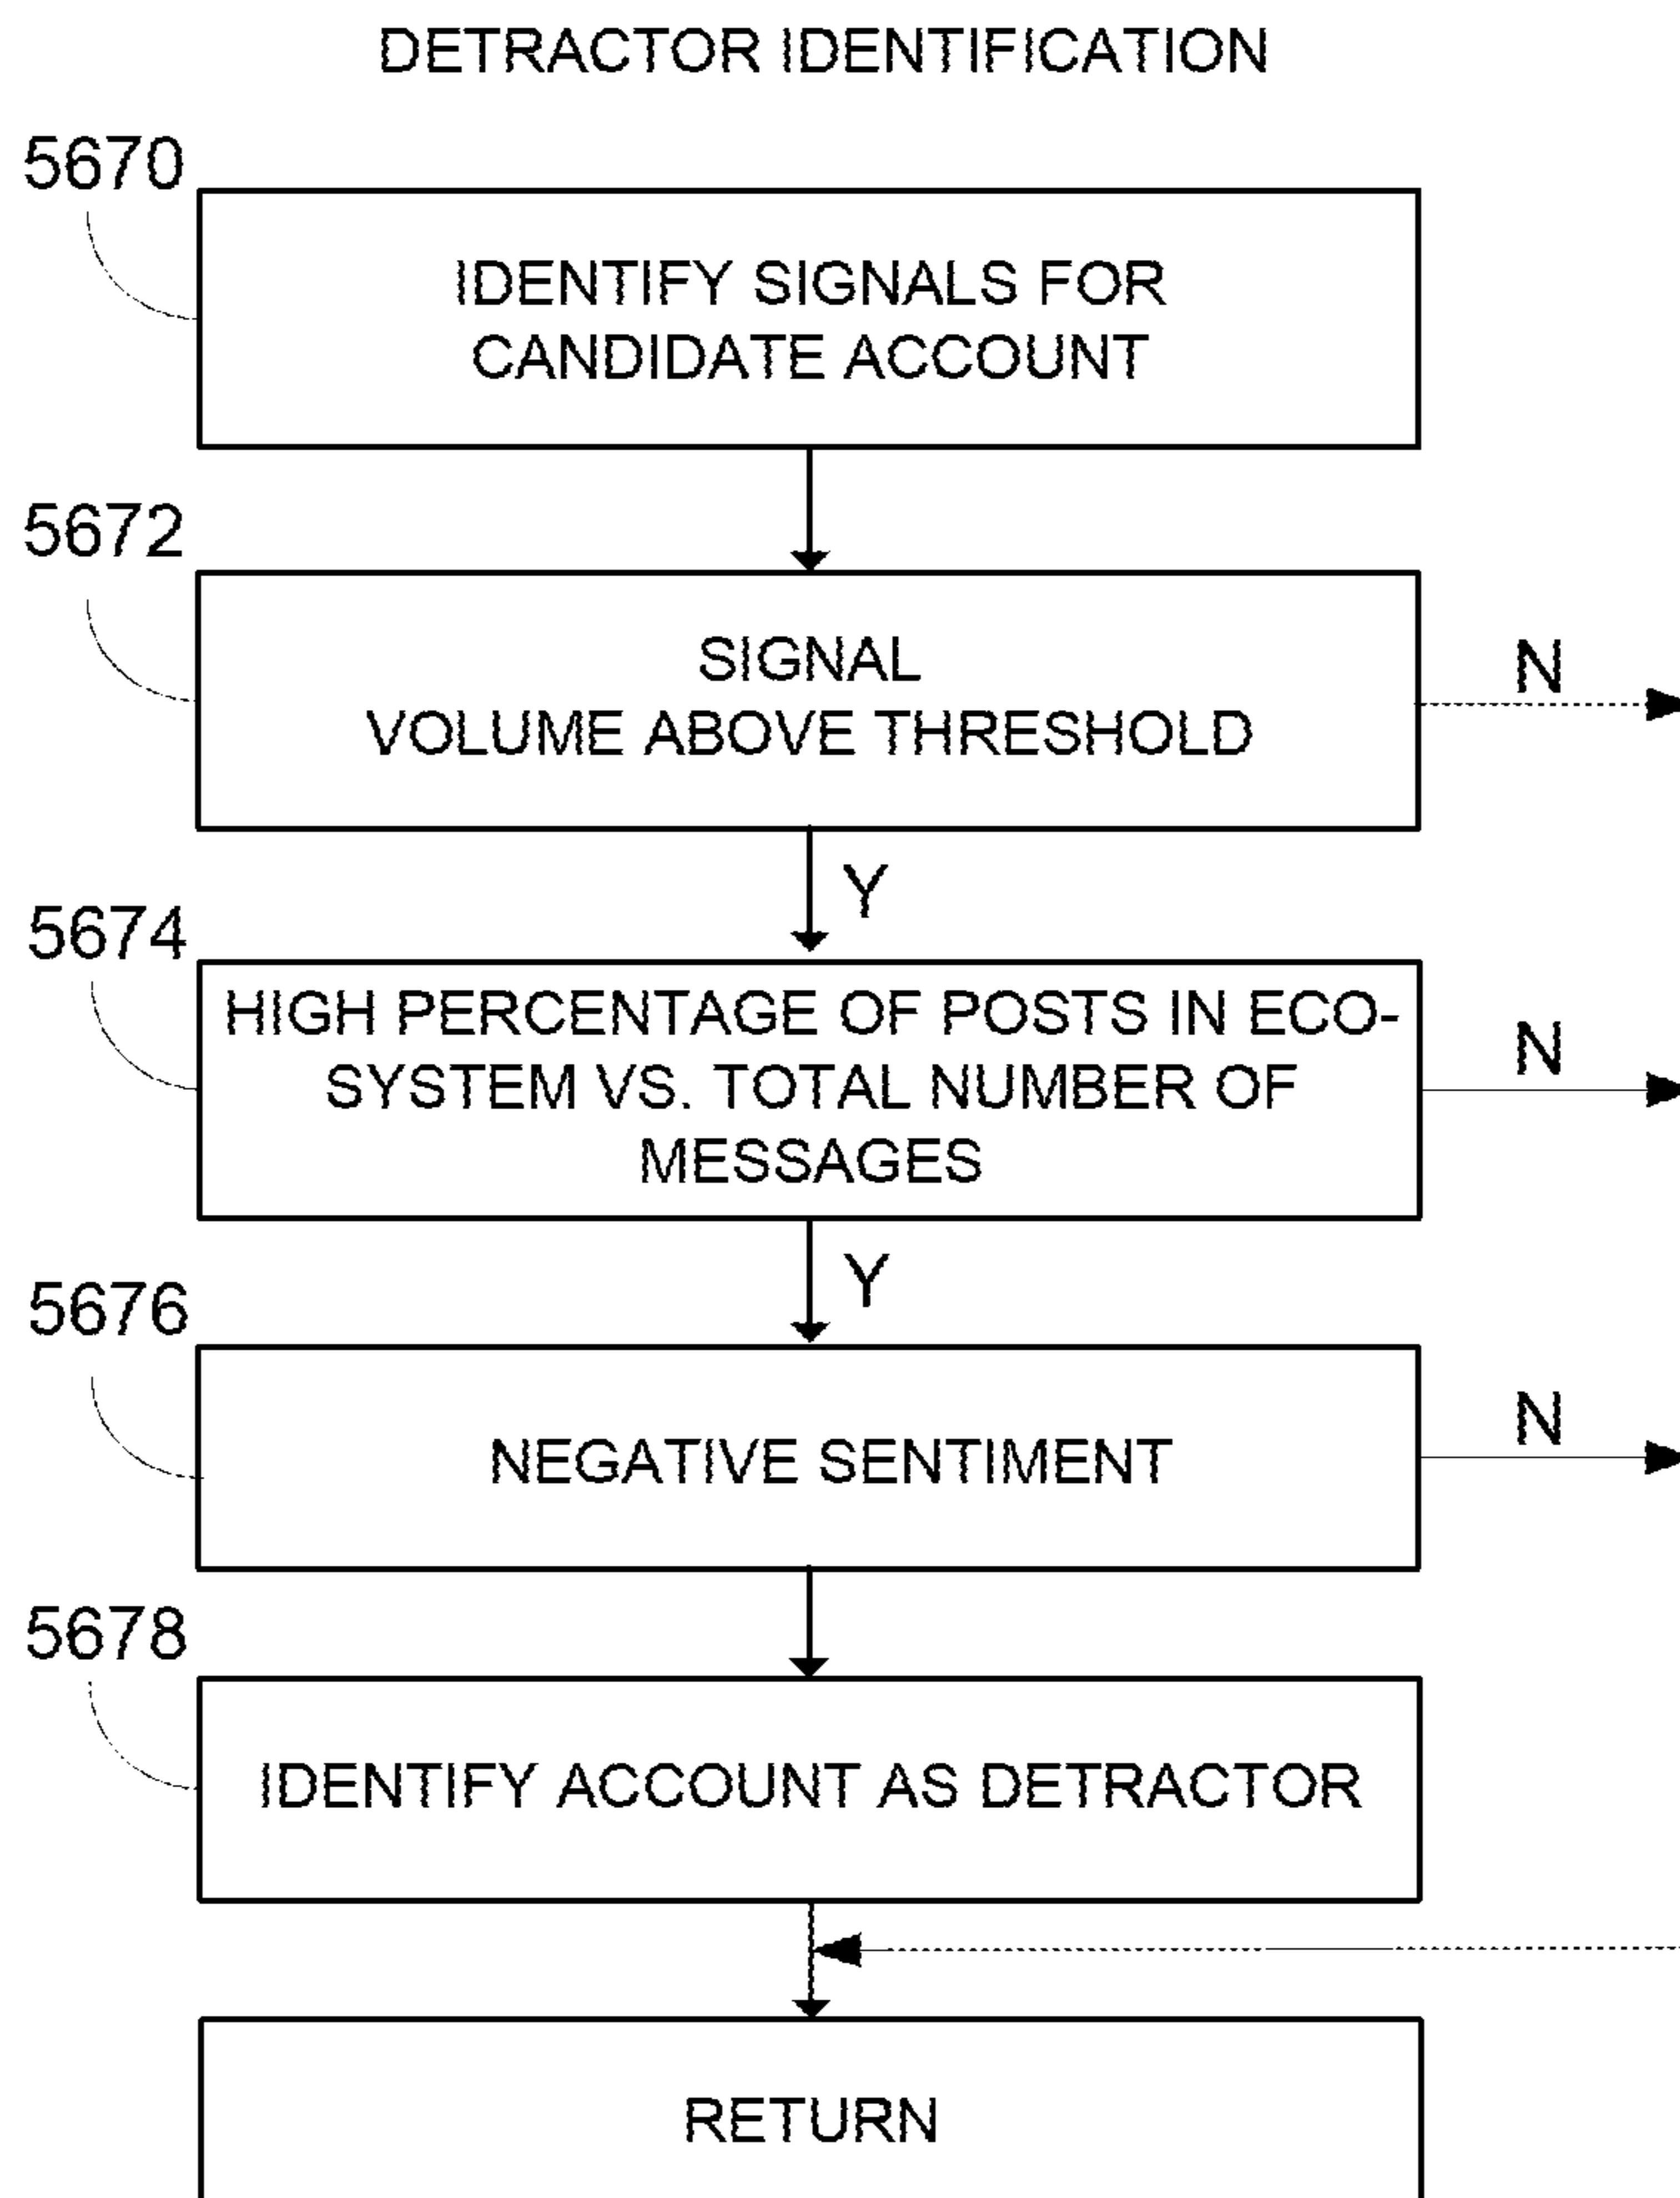 DETRACTOR IDENTIFICATION
5670
IDENTIFY SIGNALS FOR
CANDIDATE ACCOUNT
5672
SIGNAL
VOLUME ABOVE THRESHOLD
N
Y
5674
HIGH PERCENTAGE OF POSTS IN ECO-
SYSTEM VS. TOTAL NUMBER OF
MESSAGES
N
Y
5676
NEGATIVE SENTIMENT
N
5678
IDENTIFY ACCOUNT AS DETRACTOR
RETURN